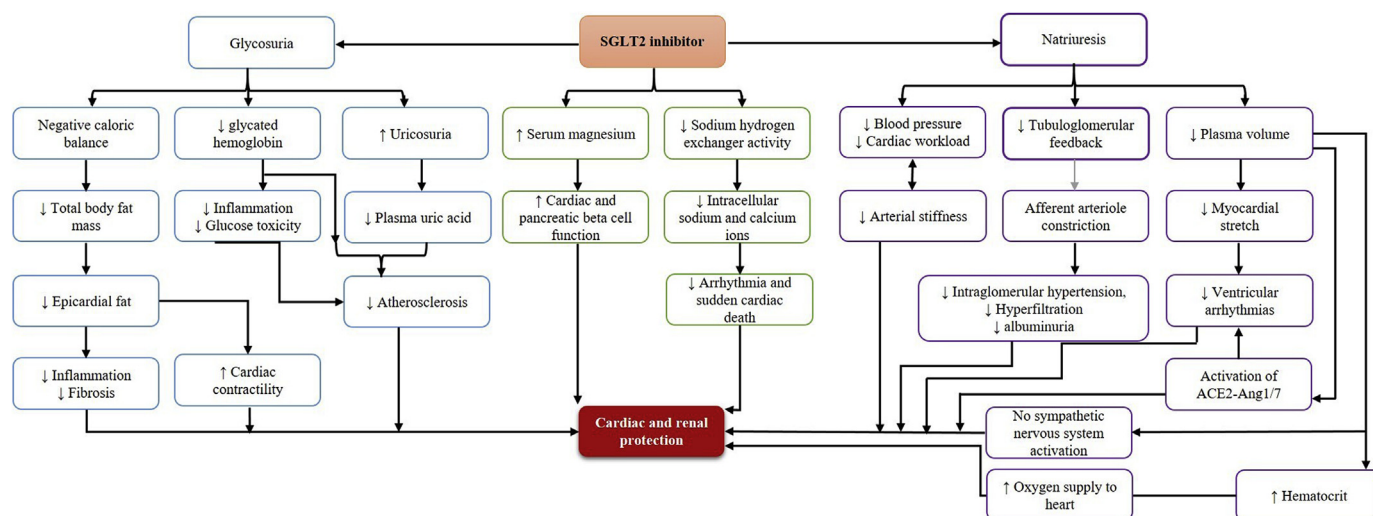 Glycosuria
SGLT2 inhibitor
Natriuresis
Negative caloric
balance
↓ glycated
hemoglobin
↑ Uricosuria
↑ Serum magnesium
↓ Sodium hydrogen
exchanger activity
↓ Blood pressure
↓ Cardiac workload
↓ Tubuloglomerular
feedback
↓ Plasma volume
↓ Total body fat
mass
↓ Inflammation
↓ Glucose toxicity
↓ Plasma uric acid
↑ Cardiac and
pancreatic beta cell
function
↓ Intracellular
sodium and calcium
ions
↓ Arterial stiffness
Afferent arteriole
constriction
↓ Myocardial
stretch
↓ Epicardial fat
↓ Atherosclerosis
↓ Arrhythmia and
sudden cardiac
death
↓ Intraglomerular hypertension,
↓ Hyperfiltration
↓ albuminuria
↓ Ventricular
arrhythmias
↓ Inflammation
↓ Fibrosis
↑ Cardiac
contractility
Activation of
ACE2-Ang1/7
Cardiac and renal
protection
No sympathetic
nervous system
activation
↑ Oxygen supply to
heart
↑ Hematocrit